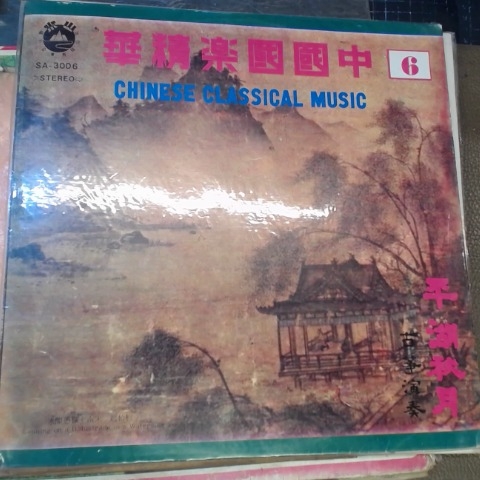 SA-3006
STEREO
中國國楽精華
6
CHINESE CLASSICAL MUSIC
平湖秋月
古箏演奏